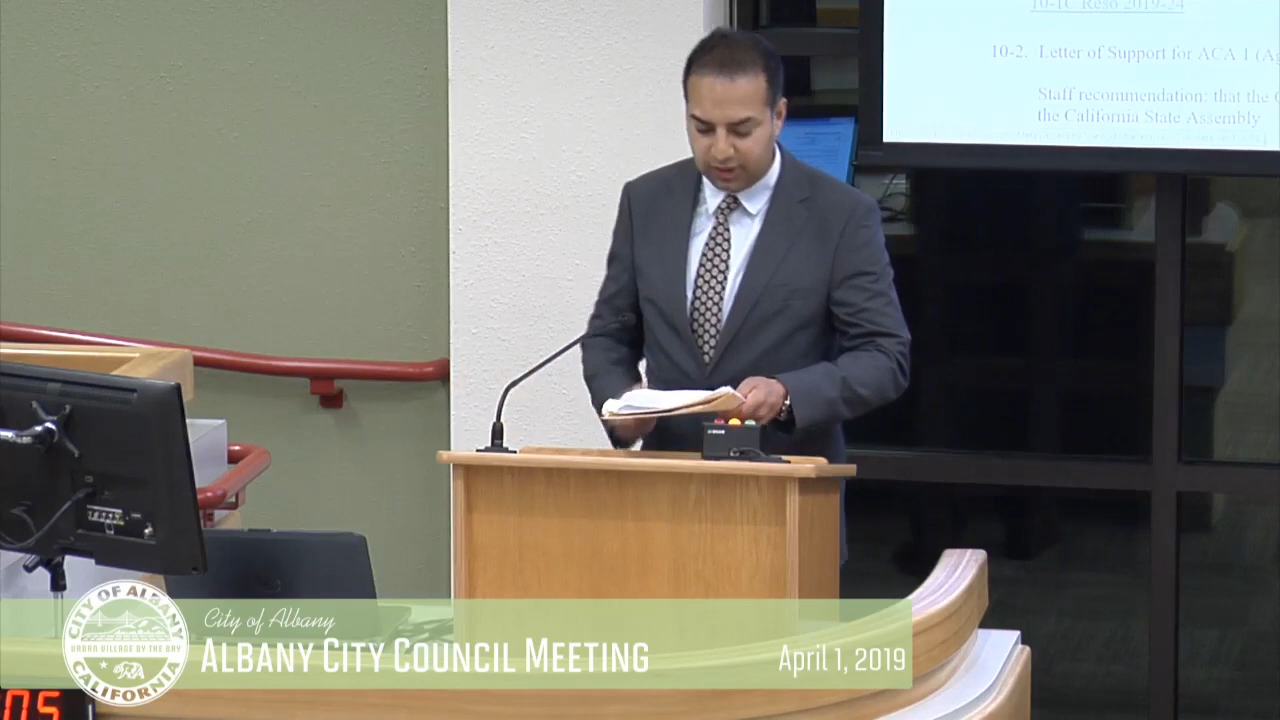 10-1C Reso 2019-24
10-2. Letter of Support for ACA 1 (Ag
Staff recommendation: that the C
the California State Assembly
CITY OF ALBANY
URBAN VILLAGE BY THE BAY
CALIFORNIA
City of Albany
ALBANY CITY COUNCIL MEETING
April 1, 2019
05